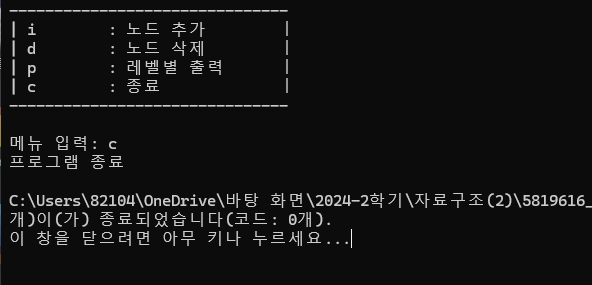 -------------------------------
| i        : 노드 추가        |
| d        : 노드 삭제        |
| p        : 레벨별 출력      |
| c        : 종료             |
-------------------------------
메뉴 입력: c
프로그램 종료
C:\Users\82104\OneDrive\바탕 화면\2024-2학기\자료구조(2)\5819616_
개)이(가) 종료되었습니다(코드: 0개).
이 창을 닫으려면 아무 키나 누르세요...